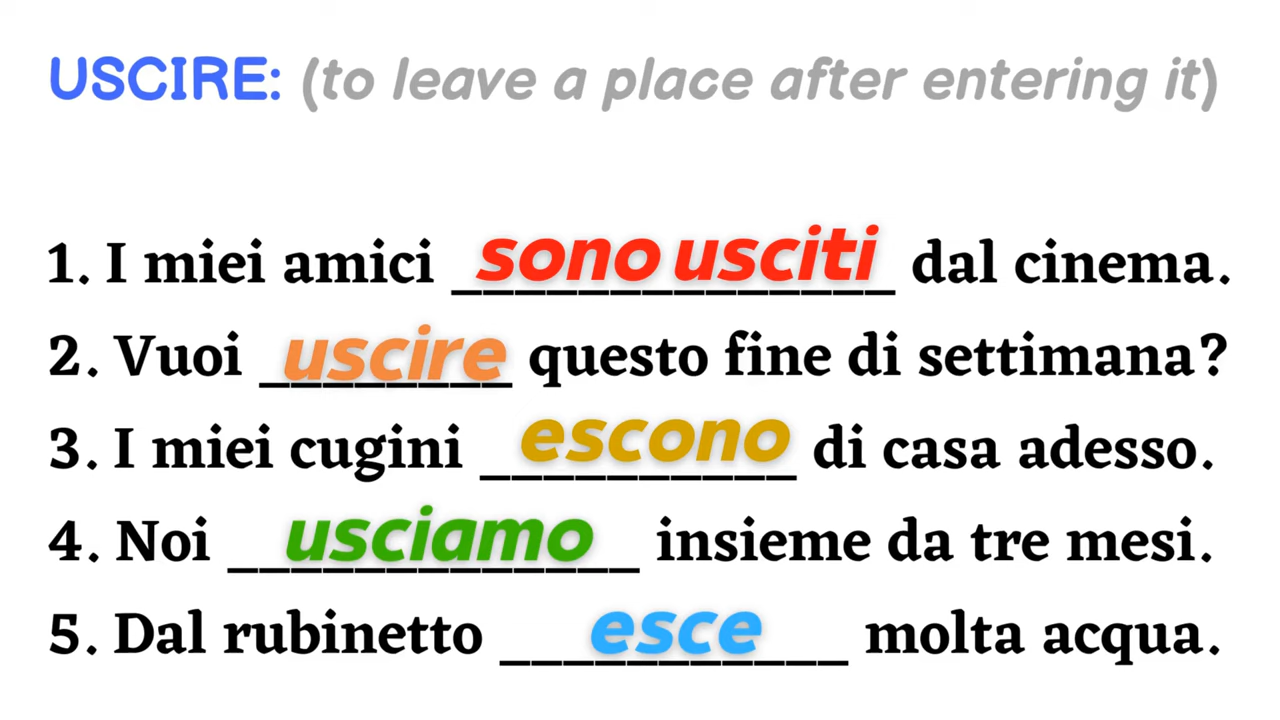 USCIRE: (to leave a place after entering it)
1. I miei amici sono usciti dal cinema.
2. Vuoi uscire questo fine di settimana?
3. I miei cugini escono di casa adesso.
4. Noi usciamo insieme da tre mesi.
5. Dal rubinetto esce molta acqua.